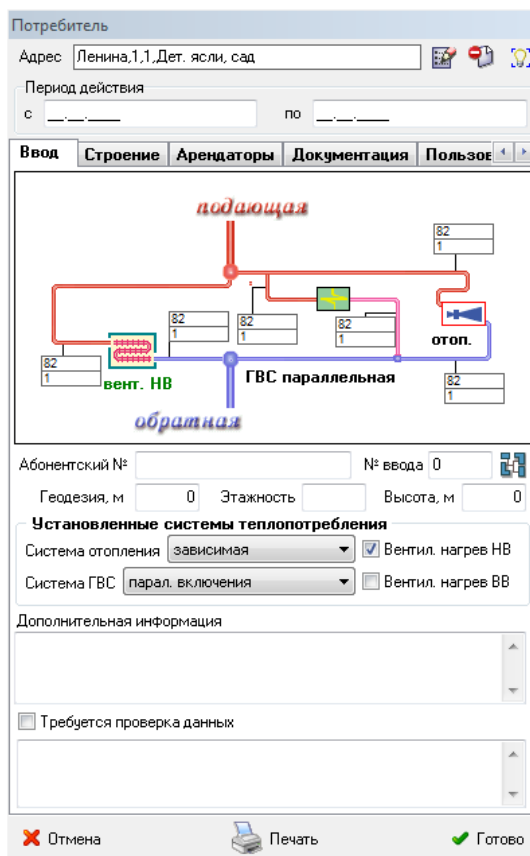 Потребитель
Адрес Ленина,1,1,Дет. ясли, сад
Период действия
с __.__.____ по __.__.____
Ввод Строение Арендаторы Документация Пользов
подающая
82
1
82
1
82
1
82
1
отоп.
82
1
вент. НВ
ГВС параллельная
82
1
обратная
Абонентский № № ввода 0
Геодезия, м 0 Этажность Высота, м 0
Установленные системы теплопотребления
Система отопления зависимая Вентил. нагрев НВ
Система ГВС парал. включения Вентил. нагрев ВВ
Дополнительная информация
Требуется проверка данных
Отмена Печать Готово